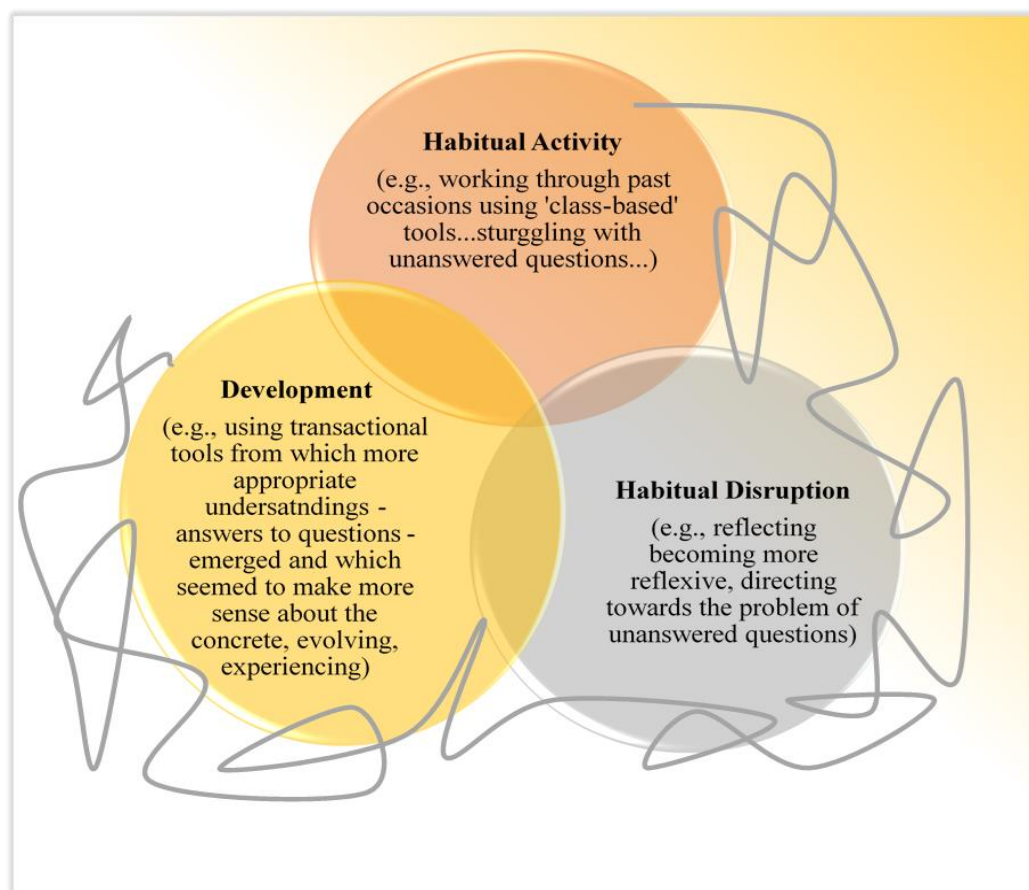 Habitual Activity
(e.g., working through past
occasions using 'class-based'
tools...sturggling with
unanswered questions...)
Development
(e.g., using transactional
tools from which more
appropriate
undersatndings -
answers to questions -
emerged and which
seemed to make more
sense about the
concrete, evolving,
experiencing)
Habitual Disruption
(e.g., reflecting
becoming more
reflexive, directing
towards the problem of
unanswered questions)